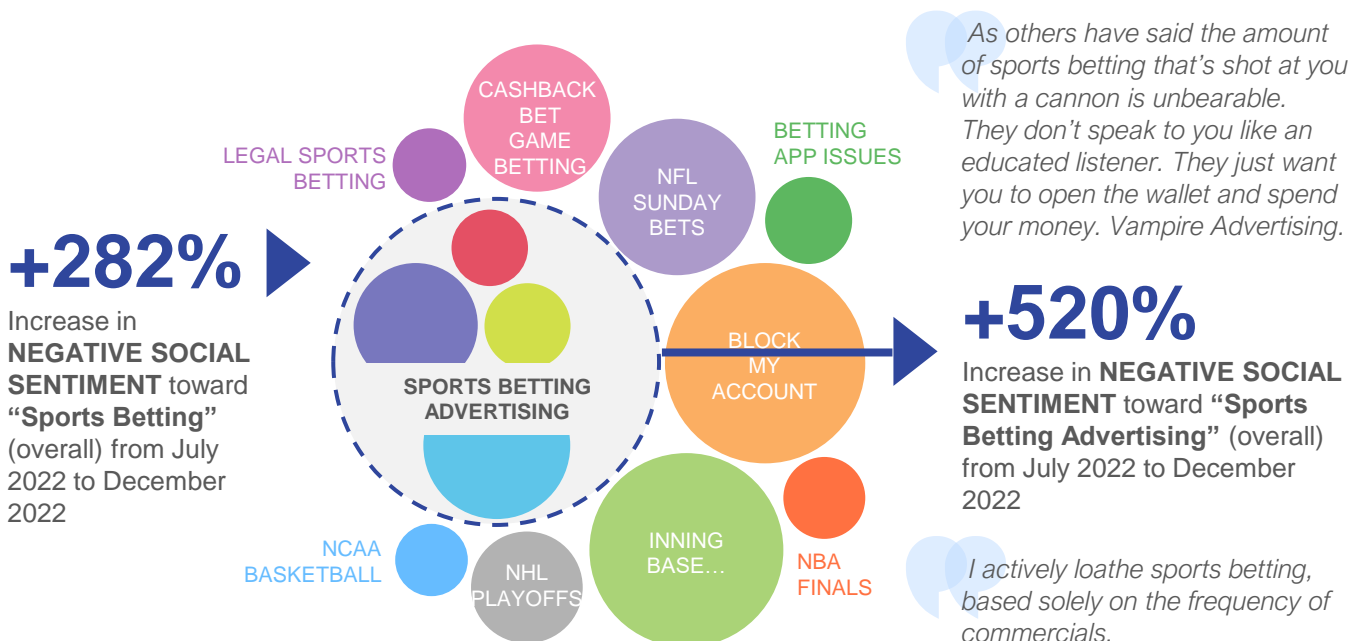 +282%
Increase in
NEGATIVE SOCIAL
SENTIMENT toward
“Sports Betting”
(overall) from July
2022 to December
2022
LEGAL SPORTS
BETTING
CASHBACK
BET
GAME
BETTING
NFL
SUNDAY
BETS
BETTING
APP ISSUES
SPORTS BETTING
ADVERTISING
BLOCK
MY
ACCOUNT
NCAA
BASKETBALL
NHL
PLAYOFFS
INNING
BASE…
NBA
FINALS
As others have said the amount
of sports betting that’s shot at you
with a cannon is unbearable.
They don’t speak to you like an
educated listener. They just want
you to open the wallet and spend
your money. Vampire Advertising.
+520%
Increase in NEGATIVE SOCIAL
SENTIMENT toward “Sports
Betting Advertising” (overall)
from July 2022 to December
2022
I actively loathe sports betting,
based solely on the frequency of
commercials.